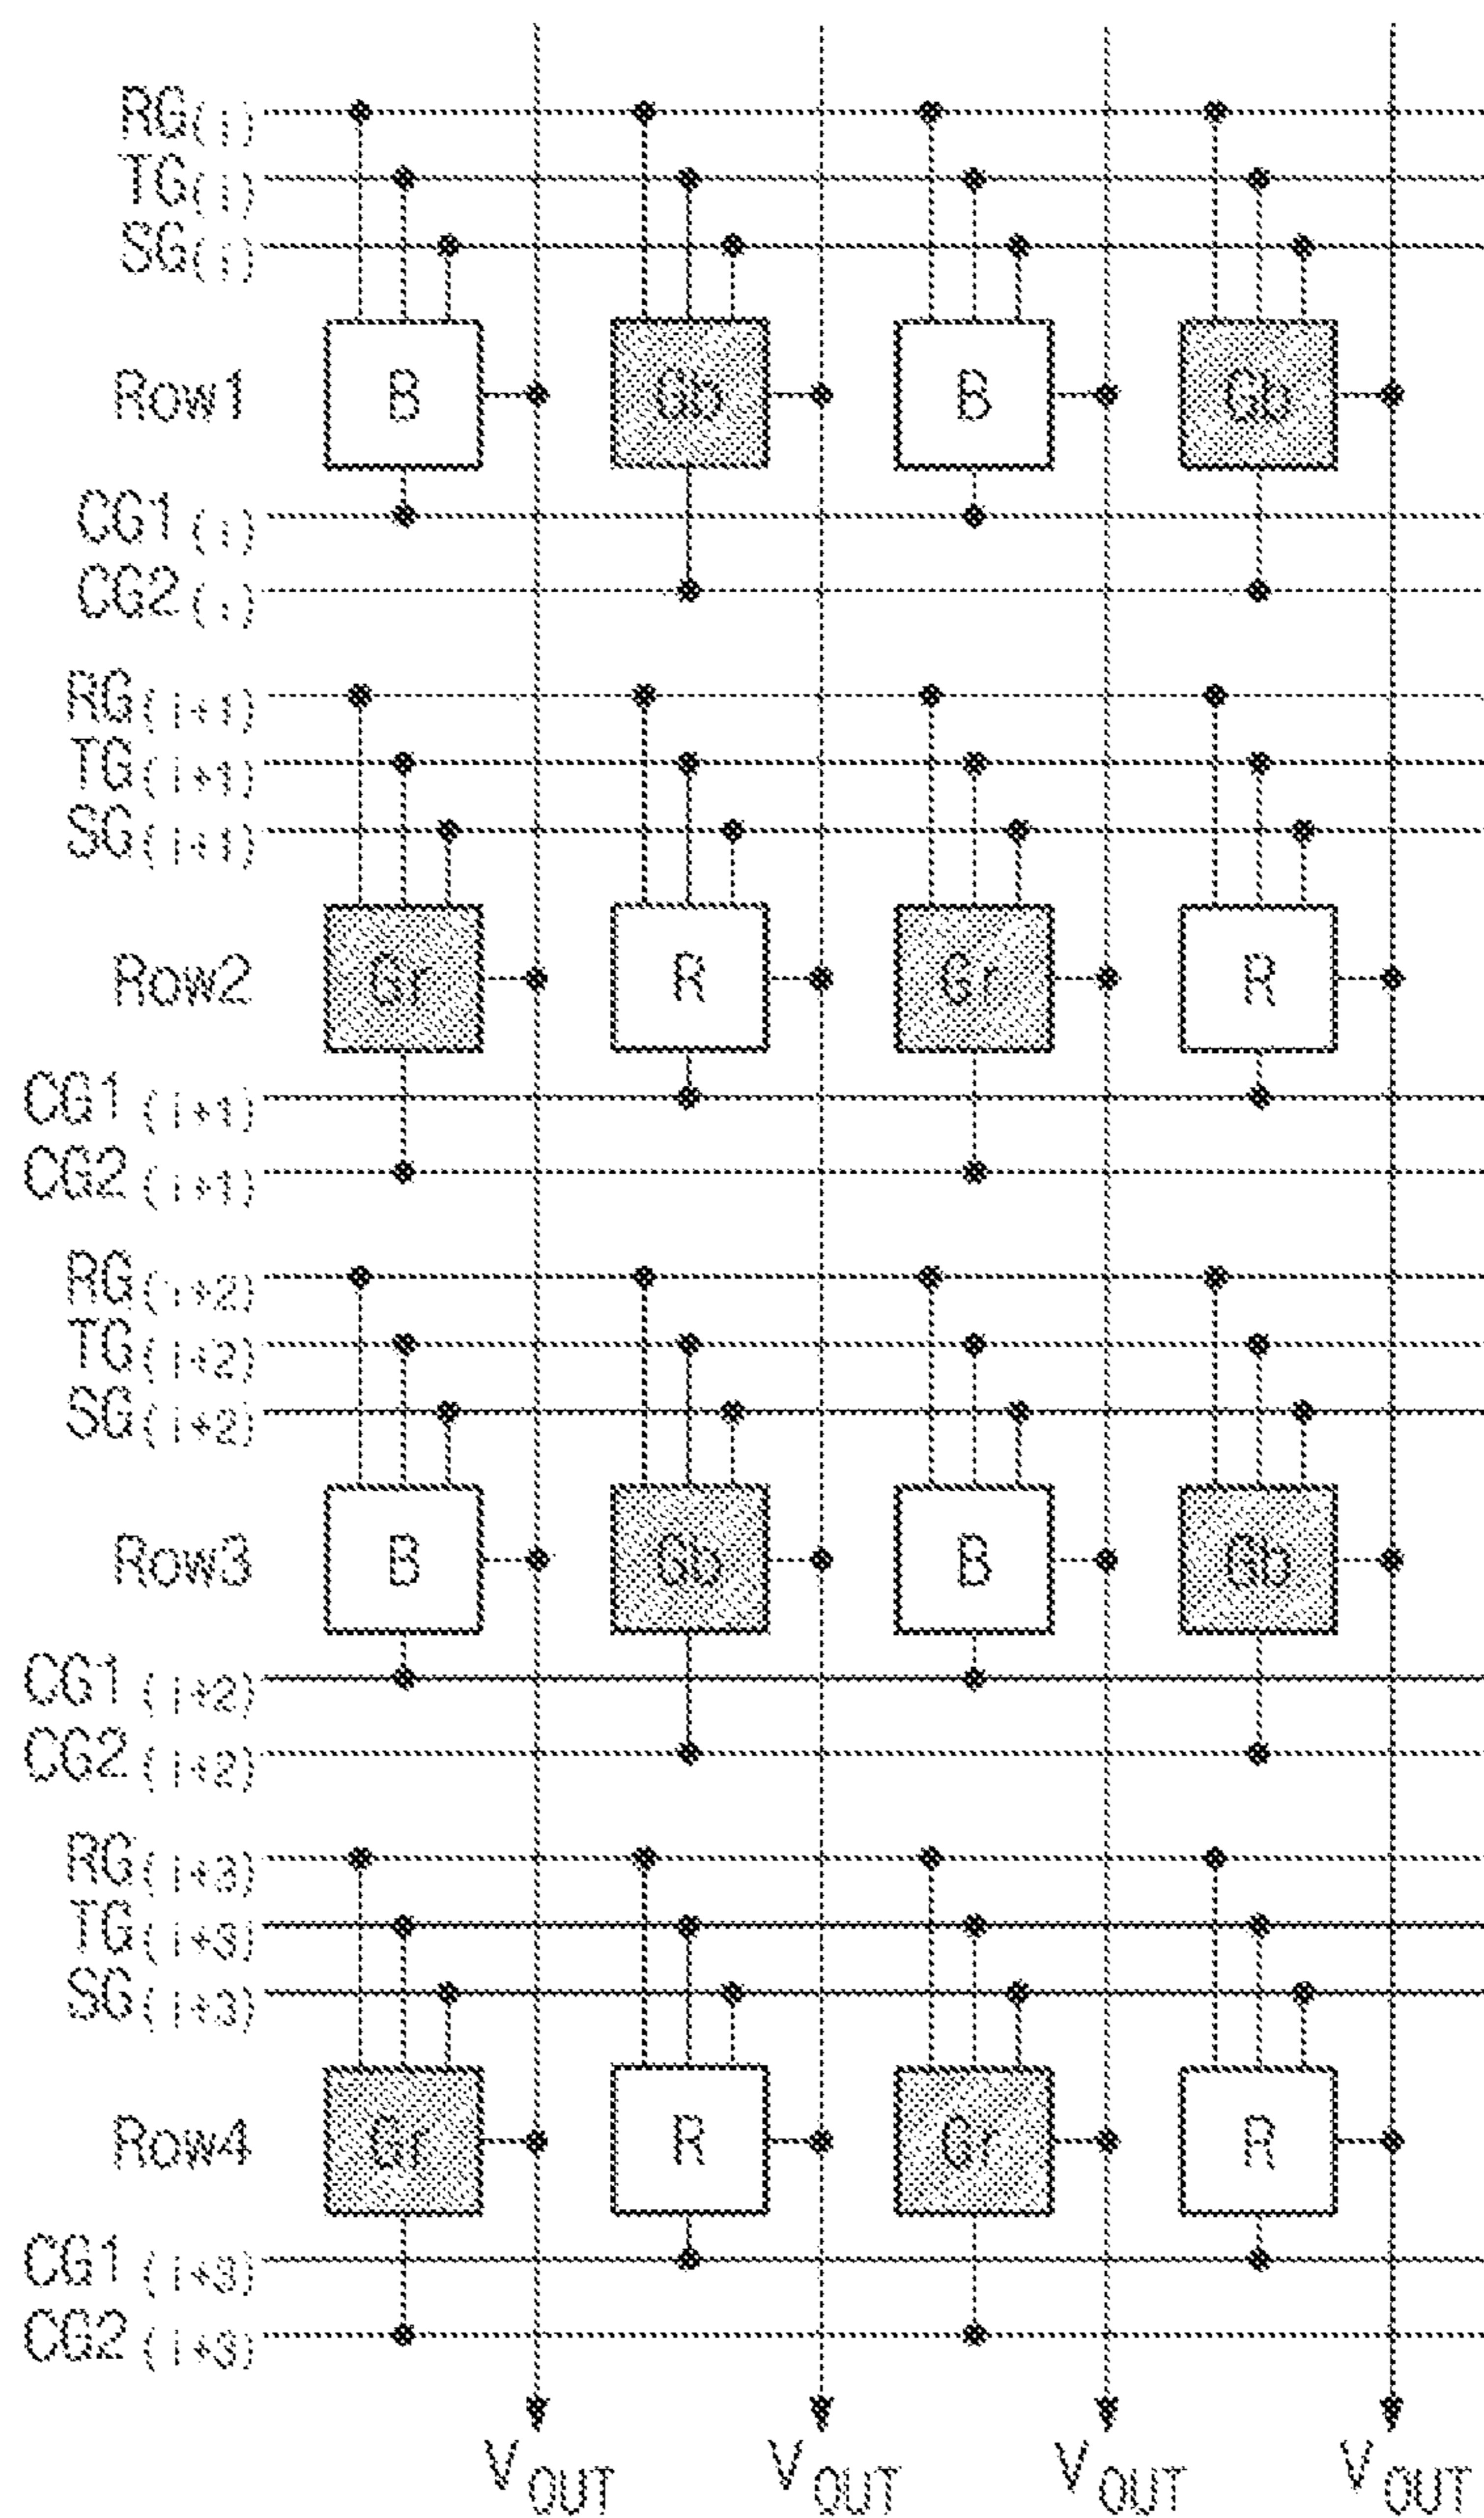 RG(i)
TG(i)
SG(i)
Row1 B Gb B Gb
CG1(i)
CG2(i)
RG(i+1)
TG(i+1)
SG(i+1)
Row2 Gr R Gr R
CG1(i+1)
CG2(i+1)
RG(i+2)
TG(i+2)
SG(i+2)
Row3 B Gb B Gb
CG1(i+2)
CG2(i+2)
RG(i+3)
TG(i+3)
SG(i+3)
Row4 Gr R Gr R
CG1(i+3)
CG2(i+3)
VOUT VOUT VOUT VOUT